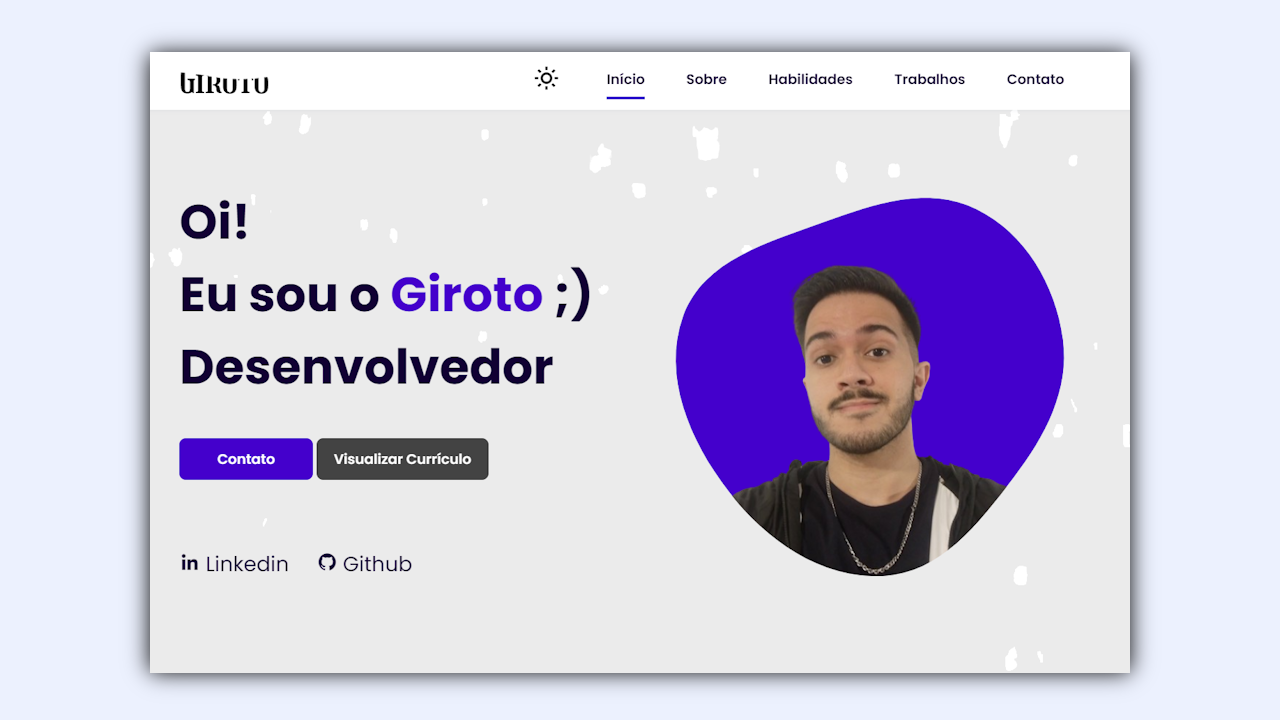 GIROTO
Início Sobre Habilidades Trabalhos Contato
Oi!
Eu sou o Giroto ;)
Desenvolvedor
Contato Visualizar Currículo
in Linkedin Github